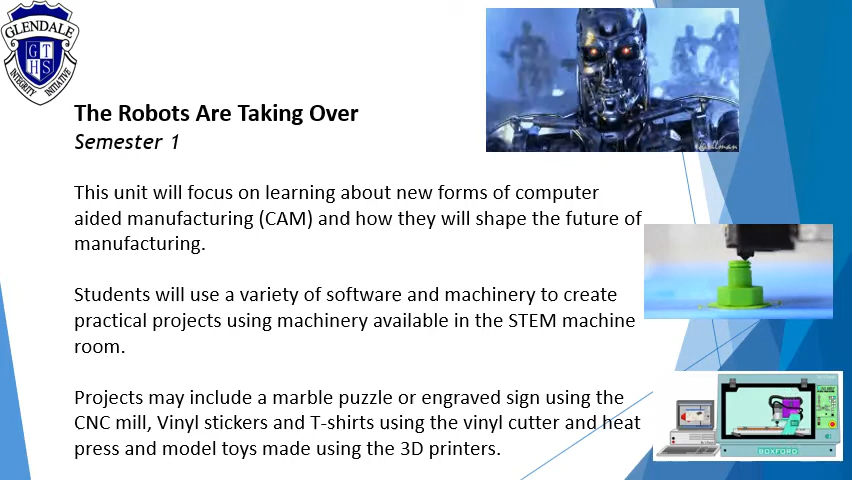 GLENDALE
GT
HS
INTEGRITY INITIATIVE
The Robots Are Taking Over
Semester 1
This unit will focus on learning about new forms of computer
aided manufacturing (CAM) and how they will shape the future of
manufacturing.
Students will use a variety of software and machinery to create
practical projects using machinery available in the STEM machine
room.
Projects may include a marble puzzle or engraved sign using the
CNC mill, Vinyl stickers and T-shirts using the vinyl cutter and heat
press and model toys made using the 3D printers.
BOXFORD